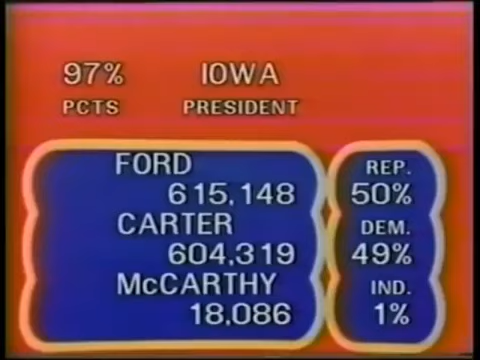 97% IOWA
PCTS PRESIDENT
FORD REP.
615,148 50%
CARTER DEM.
604,319 49%
McCARTHY IND.
18,086 1%